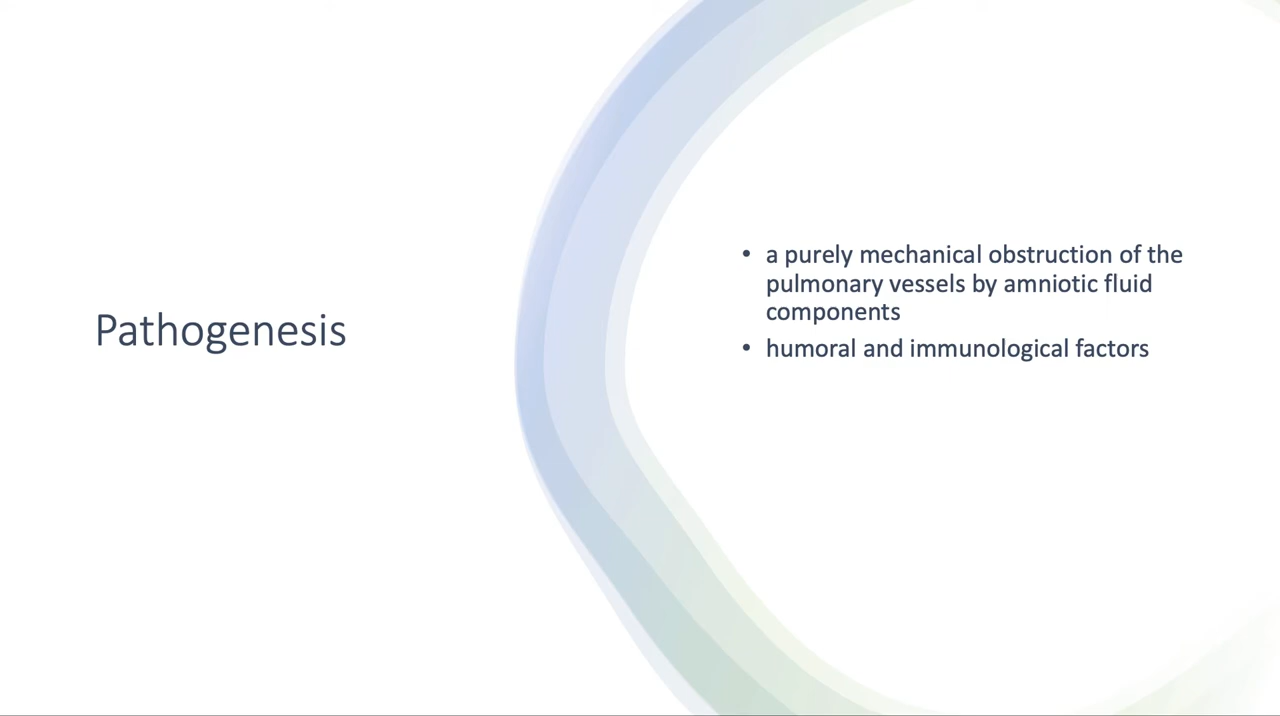 Pathogenesis
• a purely mechanical obstruction of the
pulmonary vessels by amniotic fluid
components
• humoral and immunological factors